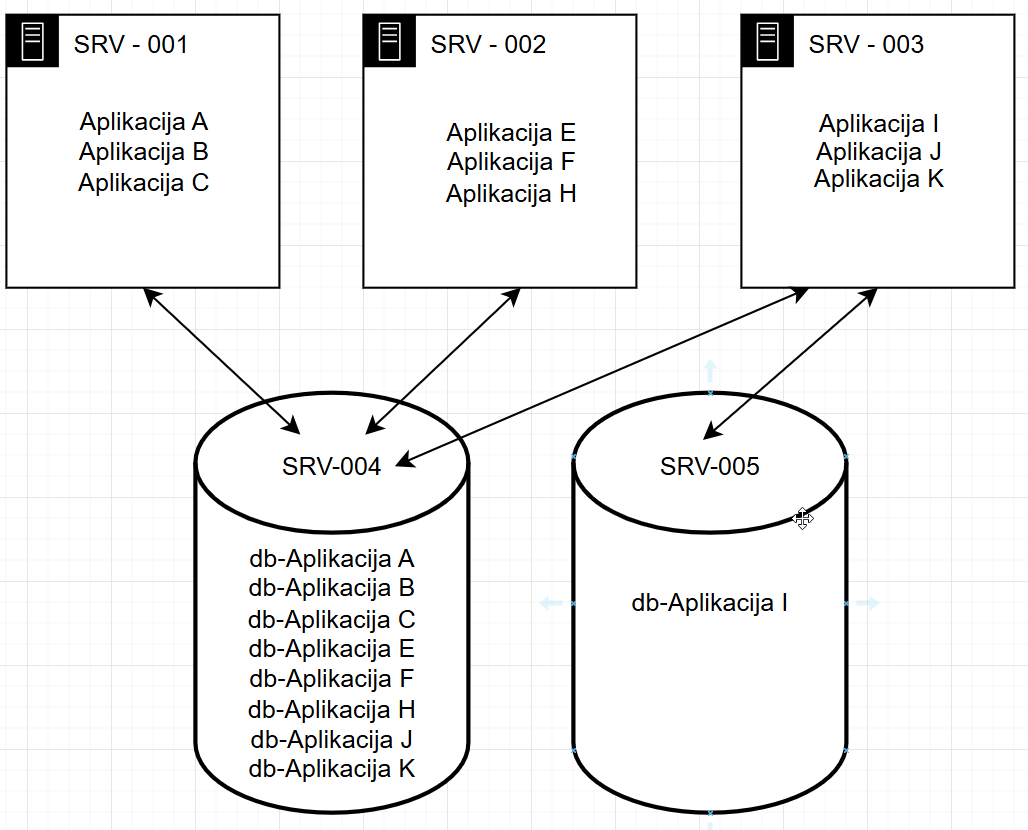 SRV - 001
Aplikacija A
Aplikacija B
Aplikacija C
SRV - 002
Aplikacija E
Aplikacija F
Aplikacija H
SRV - 003
Aplikacija I
Aplikacija J
Aplikacija K
SRV-004
db-Aplikacija A
db-Aplikacija B
db-Aplikacija C
db-Aplikacija E
db-Aplikacija F
db-Aplikacija H
db-Aplikacija J
db-Aplikacija K
SRV-005
db-Aplikacija I